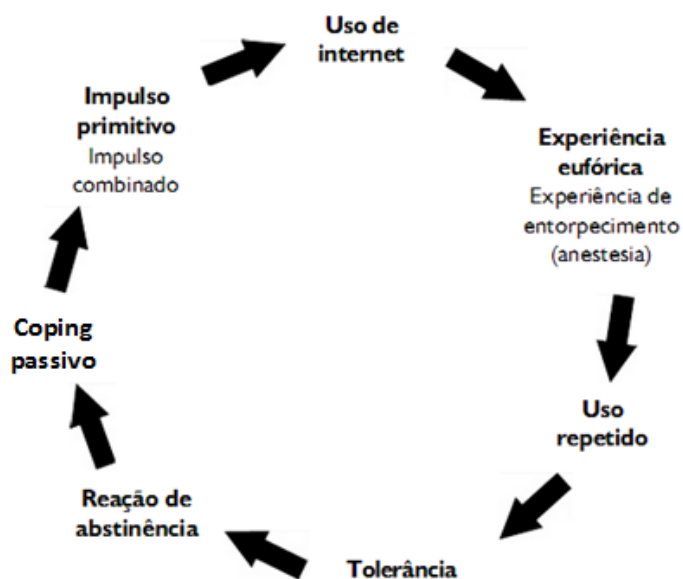 Uso de
internet
Experiência
eufórica
Experiência de
entorpecimento
(anestesia)
Uso
repetido
Tolerância
Reação de
abstinência
Coping
passivo
Impulso
primitivo
Impulso
combinado